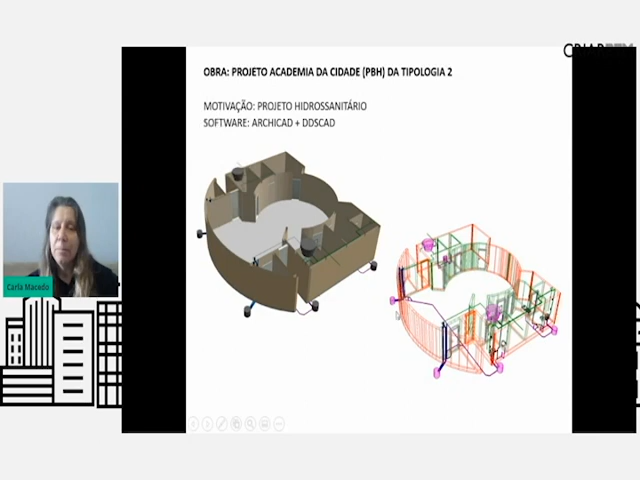 OBRA: PROJETO ACADEMIA DA CIDADE (PBH) DA TIPOLOGIA 2
MOTIVAÇÃO: PROJETO HIDROSSANITÁRIO
SOFTWARE: ARCHICAD + DDSCAD
Carla Macedo